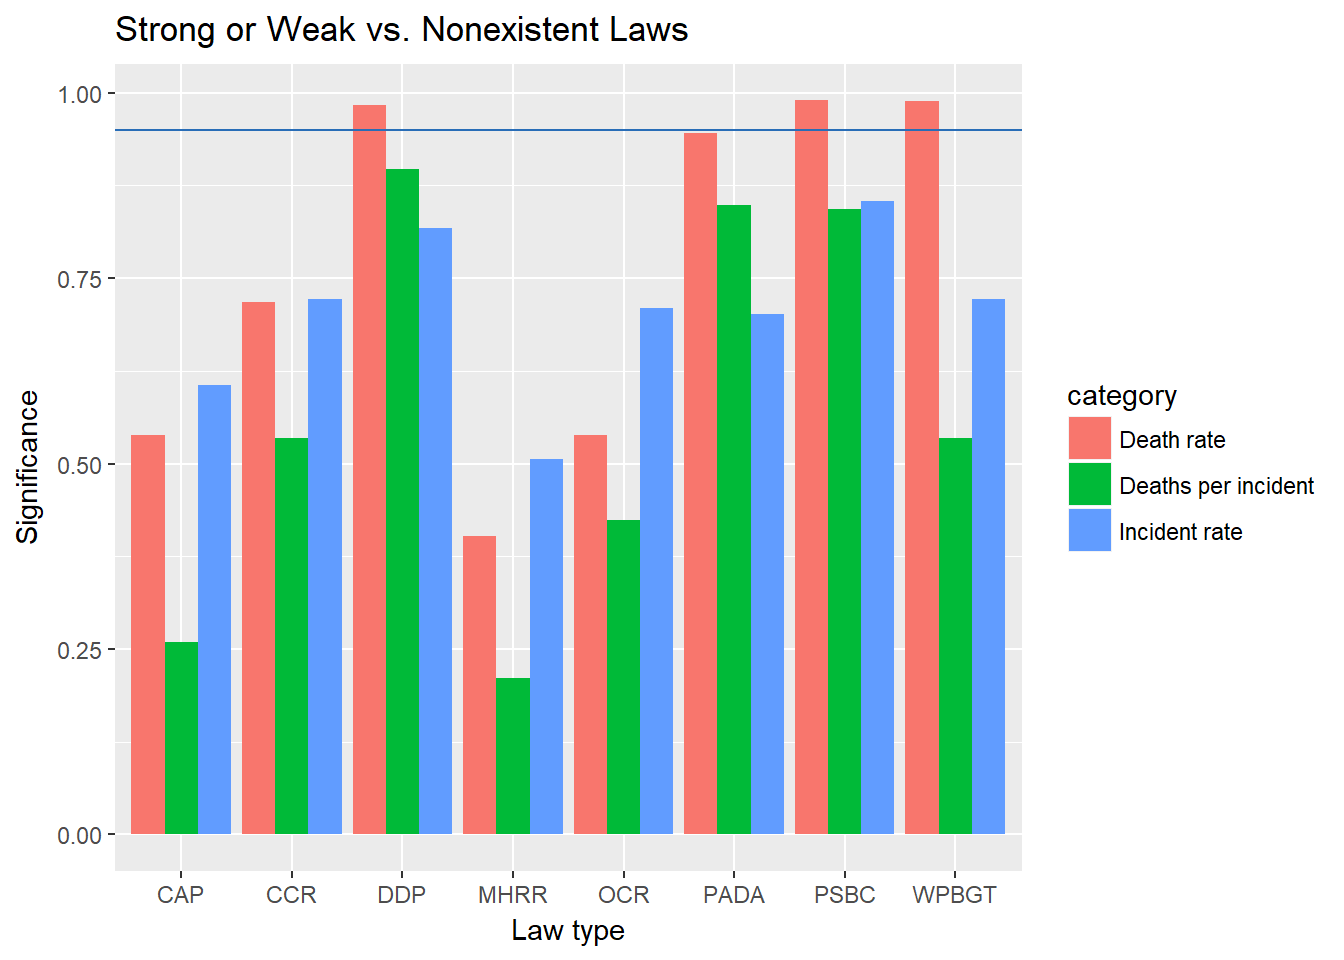 Strong or Weak vs. Nonexistent Laws
1.00
0.75
0.50
0.25
0.00
Significance
CAP CCR DDP MHRR OCR PADA PSBC WPBGT
Law type
category
Death rate
Deaths per incident
Incident rate